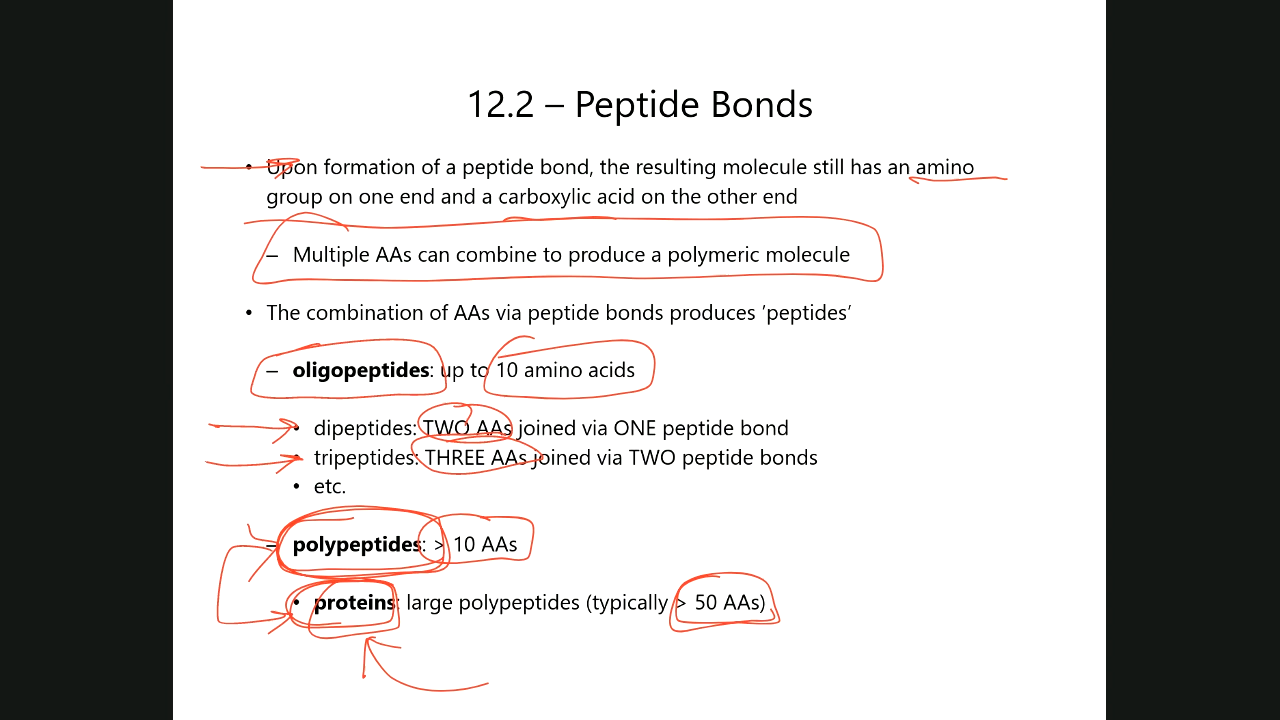 12.2 – Peptide Bonds
• Upon formation of a peptide bond, the resulting molecule still has an amino
group on one end and a carboxylic acid on the other end
– Multiple AAs can combine to produce a polymeric molecule
• The combination of AAs via peptide bonds produces ’peptides’
– oligopeptides: up to 10 amino acids
• dipeptides: TWO AAs joined via ONE peptide bond
• tripeptides: THREE AAs joined via TWO peptide bonds
• etc.
– polypeptides: > 10 AAs
• proteins: large polypeptides (typically > 50 AAs)